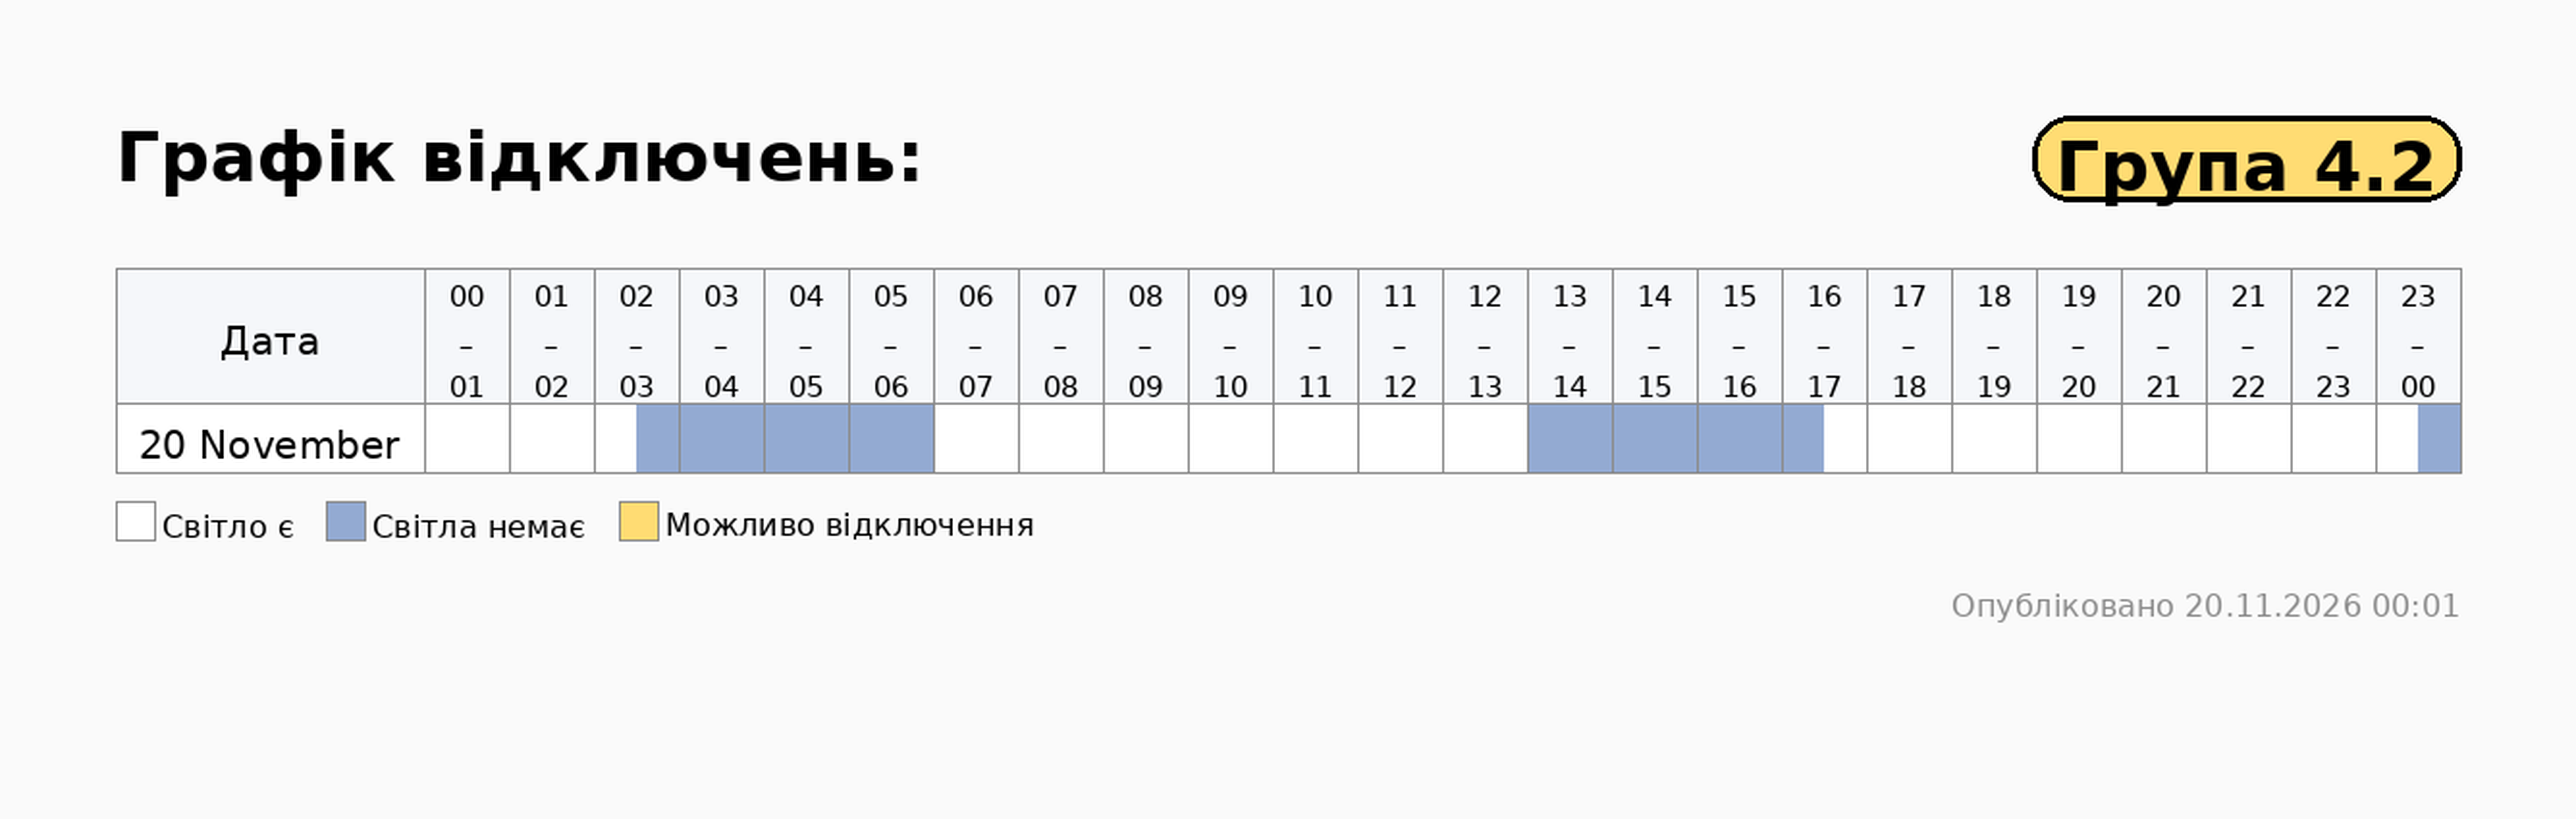 Графік відключень:
Група 4.2
Дата
00 – 01
01 – 02
02 – 03
03 – 04
04 – 05
05 – 06
06 – 07
07 – 08
08 – 09
09 – 10
10 – 11
11 – 12
12 – 13
13 – 14
14 – 15
15 – 16
16 – 17
17 – 18
18 – 19
19 – 20
20 – 21
21 – 22
22 – 23
23 – 00
20 November
Світло є
Світла немає
Можливо відключення
Опубліковано 20.11.2026 00:01